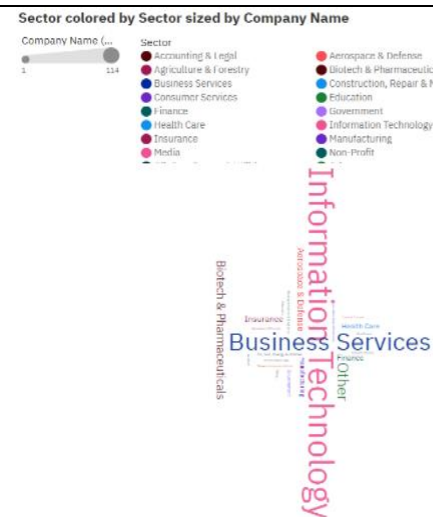 Sector colored by Sector sized by Company Name
Company Name (...
1
114
Sector
Accounting & Legal
Aerospace & Defense
Agriculture & Forestry
Biotech & Pharmaceutic
Business Services
Construction, Repair & M
Consumer Services
Education
Finance
Government
Health Care
Information Technology
Insurance
Manufacturing
Media
Non-Profit
Information Technology
Aerospace & Defense
Biotech & Pharmaceuticals
Insurance
Health Care
Business Services
Finance
Other
Manufacturing